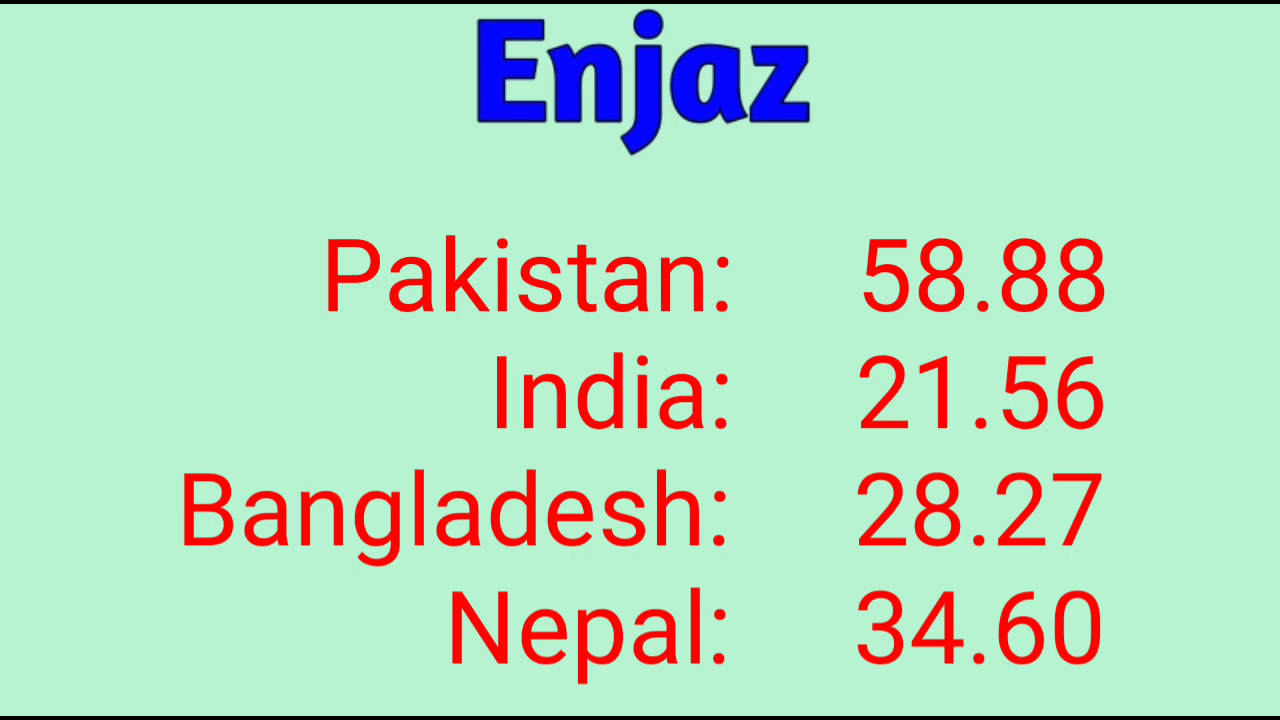 Enjaz
Pakistan: 58.88
India: 21.56
Bangladesh: 28.27
Nepal: 34.60